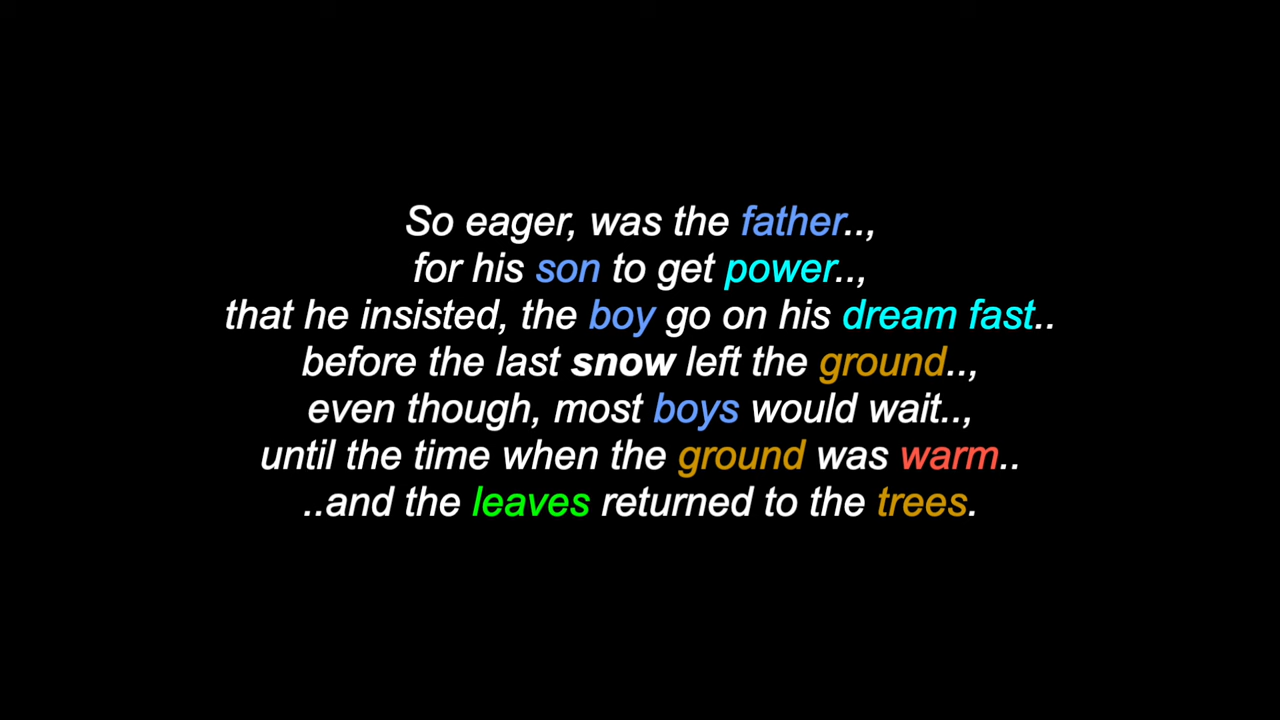 So eager, was the father..,
for his son to get power..,
that he insisted, the boy go on his dream fast..
before the last snow left the ground..,
even though, most boys would wait..,
until the time when the ground was warm..
..and the leaves returned to the trees.